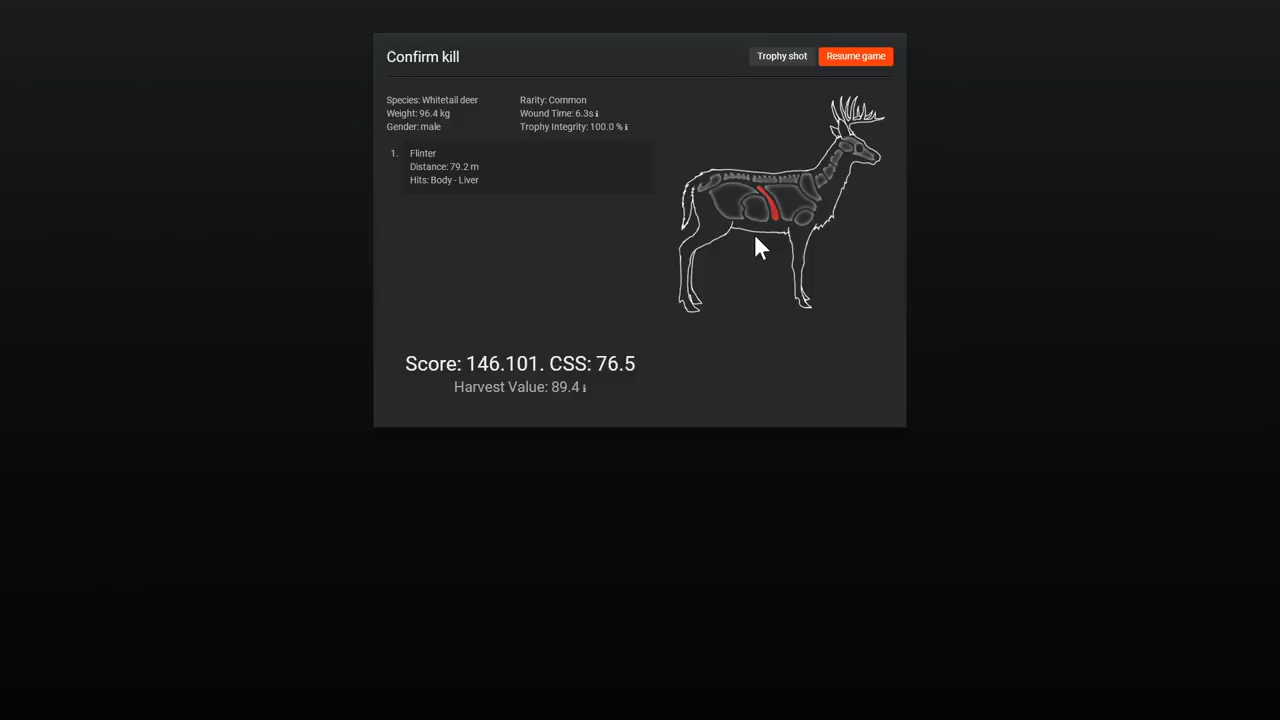 Confirm kill
Trophy shot
Resume game
Species: Whitetail deer
Weight: 96.4 kg
Gender: male
Rarity: Common
Wound Time: 6.3s i
Trophy Integrity: 100.0 % i
1. Flinter
Distance: 79.2 m
Hits: Body - Liver
Score: 146.101. CSS: 76.5
Harvest Value: 89.4 i